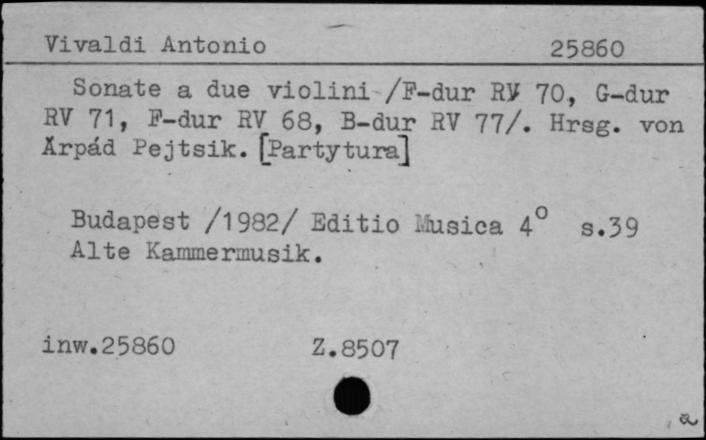 Vivaldi Antonio 25860
Sonate a due violini /F-dur RV 70, G-dur
RV 71, F-dur RV 68, B-dur RV 77/. Hrsg. von
Árpád Pejtsik. [Partytura]
Budapest /1982/ Editio Musica 4° s.39
Alte Kammermusik.
inw.25860 Z.8507